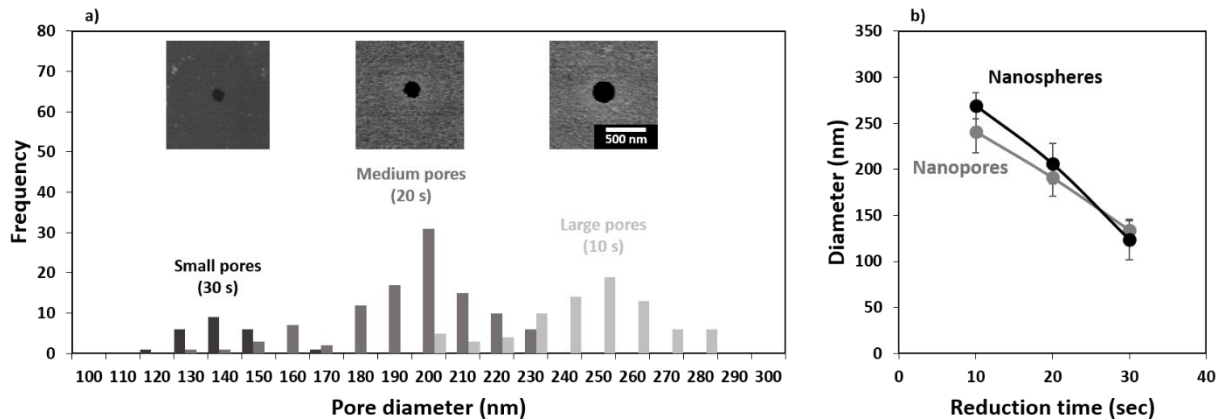 a)
80
70
60
50
40
30
20
10
0
Frequency
500 nm
Medium pores
(20 s)
Large pores
(10 s)
Small pores
(30 s)
100 110 120 130 140 150 160 170 180 190 200 210 220 230 240 250 260 270 280 290 300
Pore diameter (nm)
b)
350
300
250
200
150
100
50
0
Diameter (nm)
Nanospheres
Nanopores
0 10 20 30 40
Reduction time (sec)